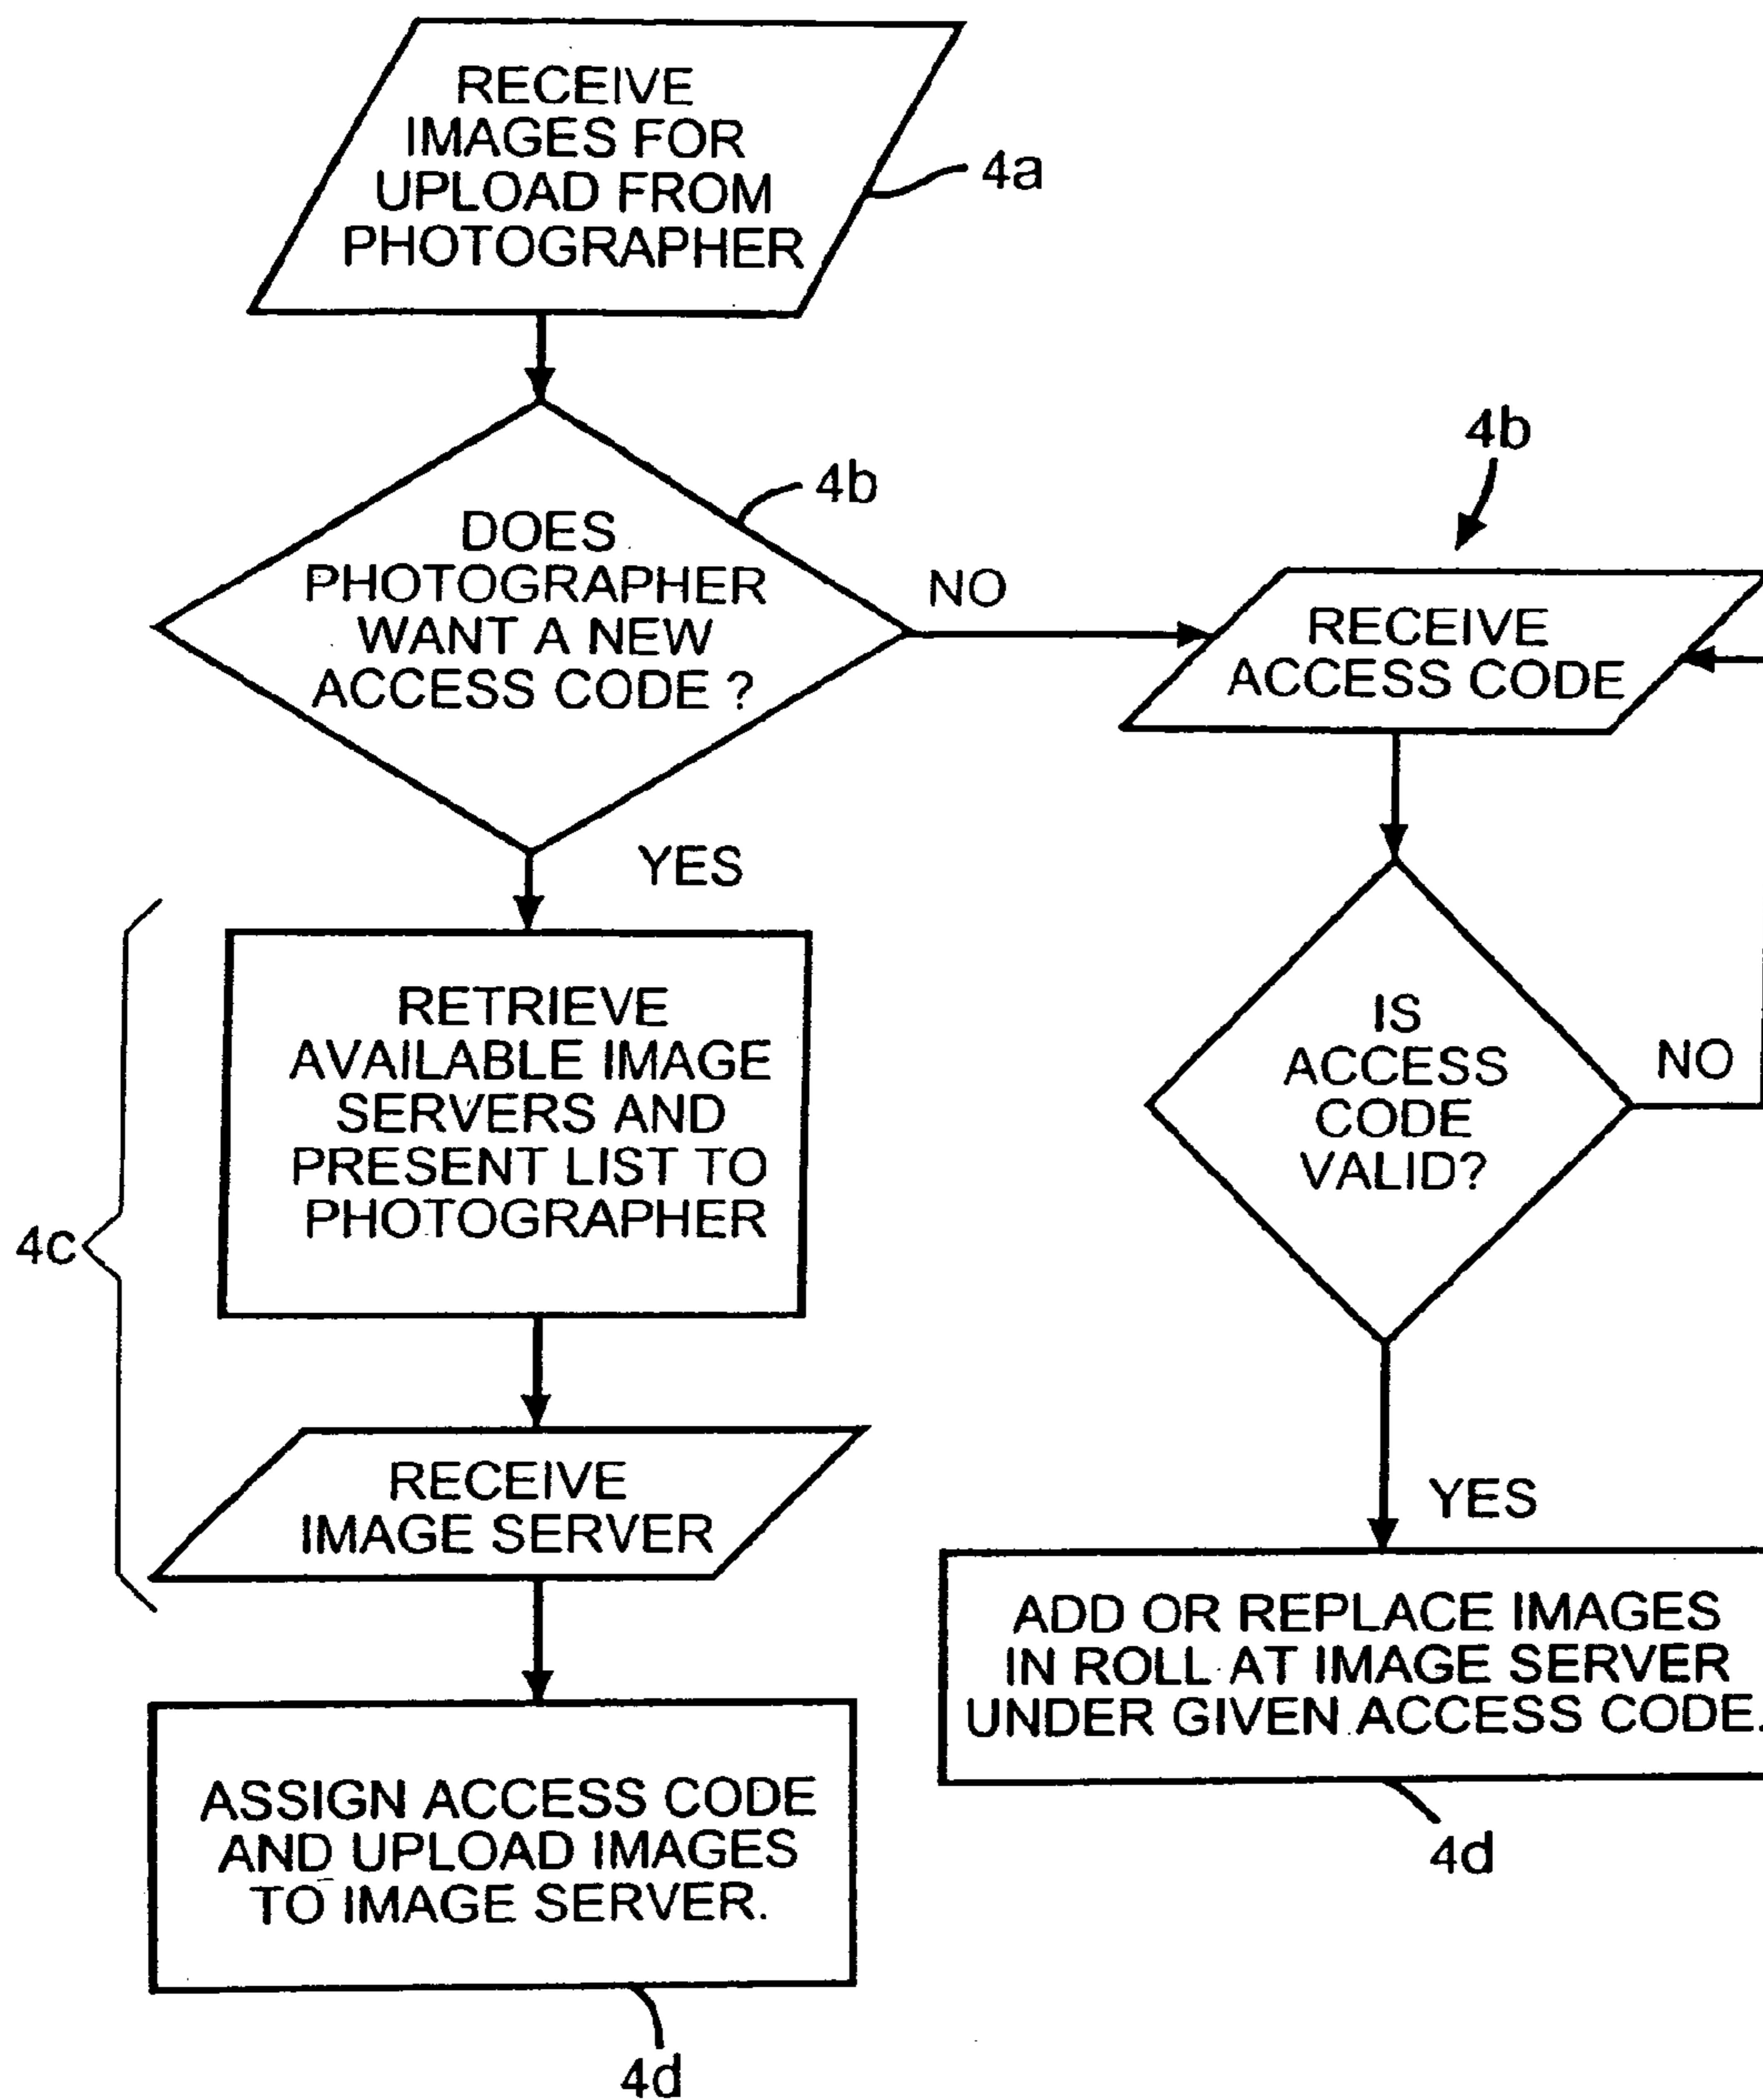 RECEIVE
IMAGES FOR
UPLOAD FROM
PHOTOGRAPHER
4a
DOES
PHOTOGRAPHER
WANT A NEW
ACCESS CODE ?
4b
NO
4b
RECEIVE
ACCESS CODE
YES
4c
RETRIEVE
AVAILABLE IMAGE
SERVERS AND
PRESENT LIST TO
PHOTOGRAPHER
IS
ACCESS
CODE
VALID?
NO
RECEIVE
IMAGE SERVER
YES
ADD OR REPLACE IMAGES
IN ROLL AT IMAGE SERVER
UNDER GIVEN ACCESS CODE.
4d
ASSIGN ACCESS CODE
AND UPLOAD IMAGES
TO IMAGE SERVER.
4d